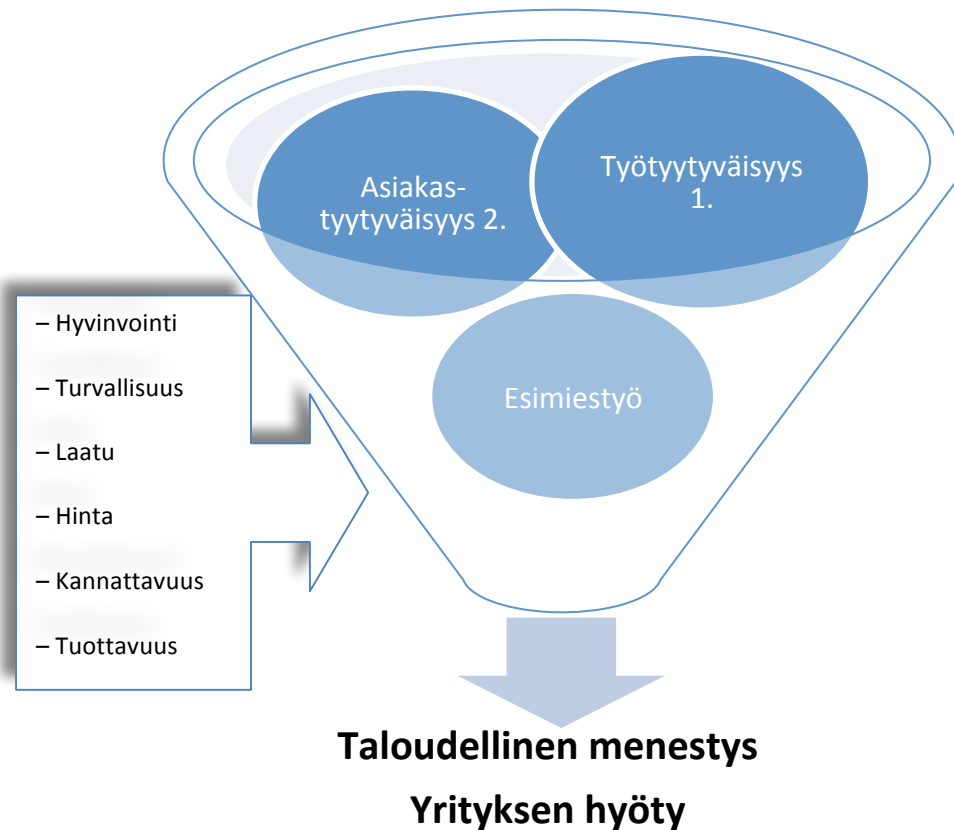 Työtyytyväisyys
1.
Asiakas-
tyytyväisyys 2.
Esimiestyö
– Hyvinvointi
– Turvallisuus
– Laatu
– Hinta
– Kannattavuus
– Tuottavuus
Taloudellinen menestys
Yrityksen hyöty